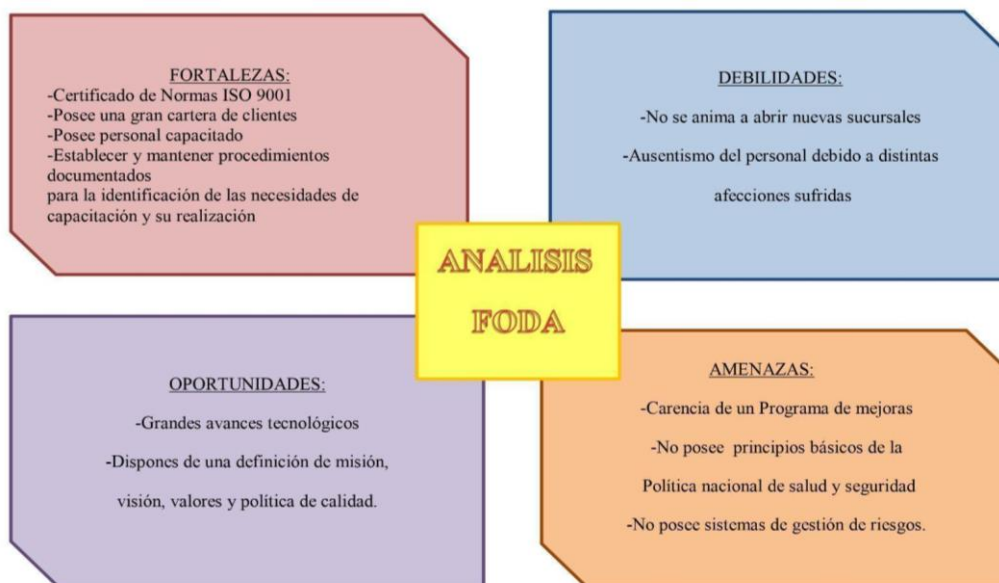 FORTALEZAS:
-Certificado de Normas ISO 9001
-Posee una gran cartera de clientes
-Posee personal capacitado
-Establecer y mantener procedimientos
documentados
para la identificación de las necesidades de
capacitación y su realización
DEBILIDADES:
-No se anima a abrir nuevas sucursales
-Ausentismo del personal debido a distintas
afecciones sufridas
ANALISIS
FODA
OPORTUNIDADES:
-Grandes avances tecnológicos
-Dispones de una definición de misión,
visión, valores y política de calidad.
AMENAZAS:
-Carencia de un Programa de mejoras
-No posee principios básicos de la
Política nacional de salud y seguridad
-No posee sistemas de gestión de riesgos.